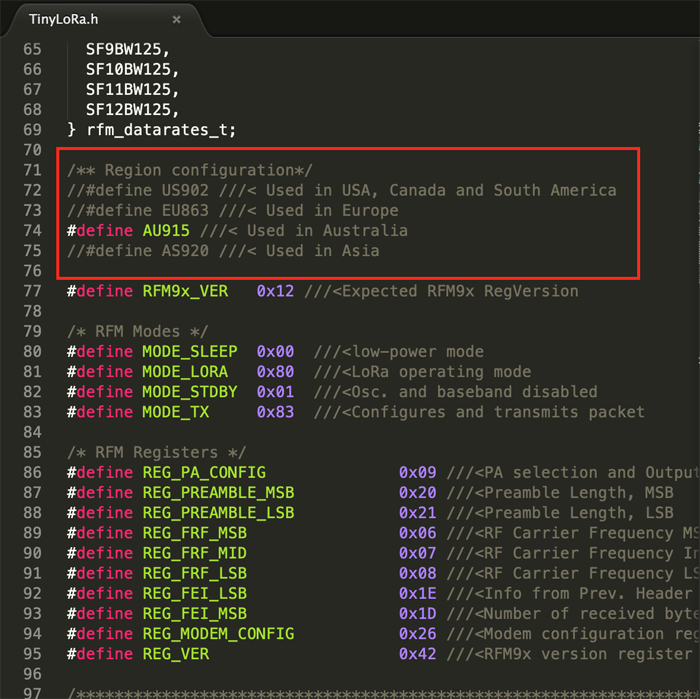 TinyLoRa.h ×
65 SF9BW125,
66 SF10BW125,
67 SF11BW125,
68 SF12BW125,
69 } rfm_datarates_t;
70
71 /** Region configuration*/
72 //#define US902 ///< Used in USA, Canada and South America
73 //#define EU863 ///< Used in Europe
74 #define AU915 ///< Used in Australia
75 //#define AS920 ///< Used in Asia
76
77 #define RFM9x_VER 0x12 ///<Expected RFM9x RegVersion
78
79 /* RFM Modes */
80 #define MODE_SLEEP 0x00 ///<low-power mode
81 #define MODE_LORA 0x80 ///<LoRa operating mode
82 #define MODE_STDBY 0x01 ///<Osc. and baseband disabled
83 #define MODE_TX 0x83 ///<Configures and transmits packet
84
85 /* RFM Registers */
86 #define REG_PA_CONFIG 0x09 ///<PA selection and Output
87 #define REG_PREAMBLE_MSB 0x20 ///<Preamble Length, MSB
88 #define REG_PREAMBLE_LSB 0x21 ///<Preamble Length, LSB
89 #define REG_FRF_MSB 0x06 ///<RF Carrier Frequency MS
90 #define REG_FRF_MID 0x07 ///<RF Carrier Frequency In
91 #define REG_FRF_LSB 0x08 ///<RF Carrier Frequency LS
92 #define REG_FEI_LSB 0x1E ///<Info from Prev. Header
93 #define REG_FEI_MSB 0x1D ///<Number of received byte
94 #define REG_MODEM_CONFIG 0x26 ///<Modem configuration reg
95 #define REG_VER 0x42 ///<RFM9x version register
96
97 /******************************************************************